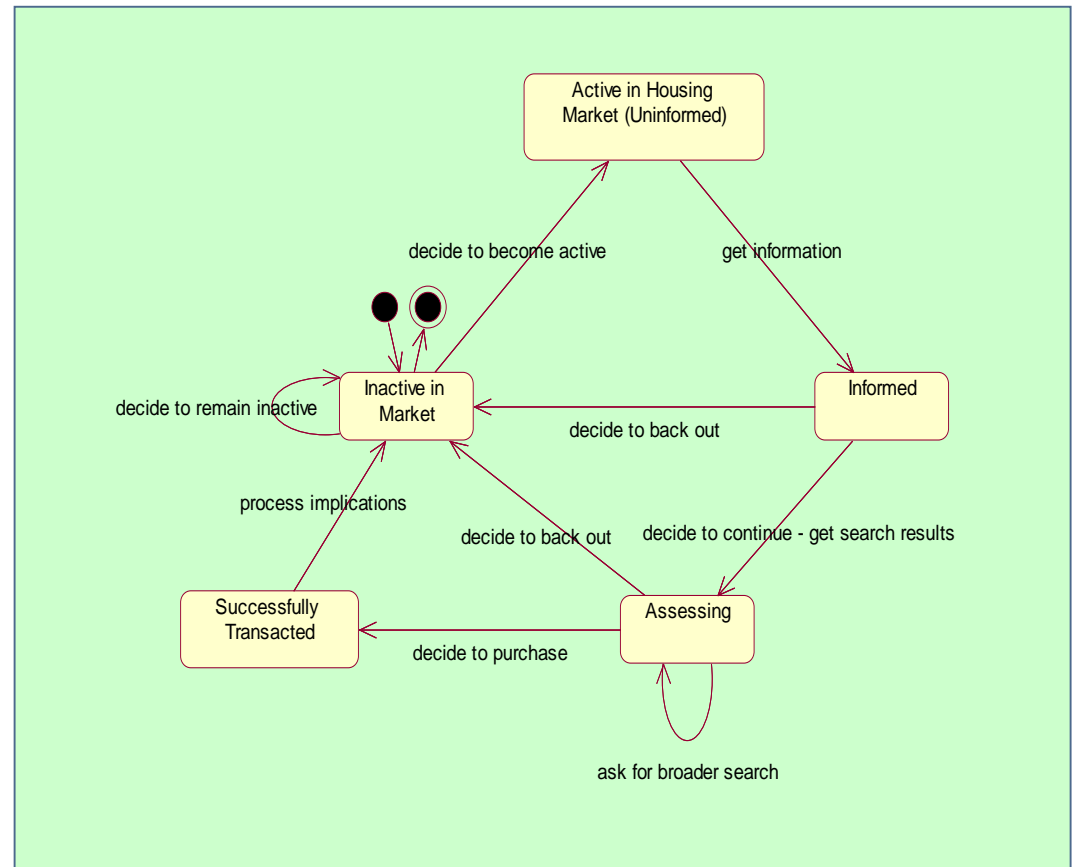 Active in Housing
Market (Uninformed)
decide to become active
get information
Inactive in
Market
Informed
decide to remain inactive
decide to back out
process implications
decide to back out
decide to continue - get search results
Successfully
Transacted
Assessing
decide to purchase
ask for broader search